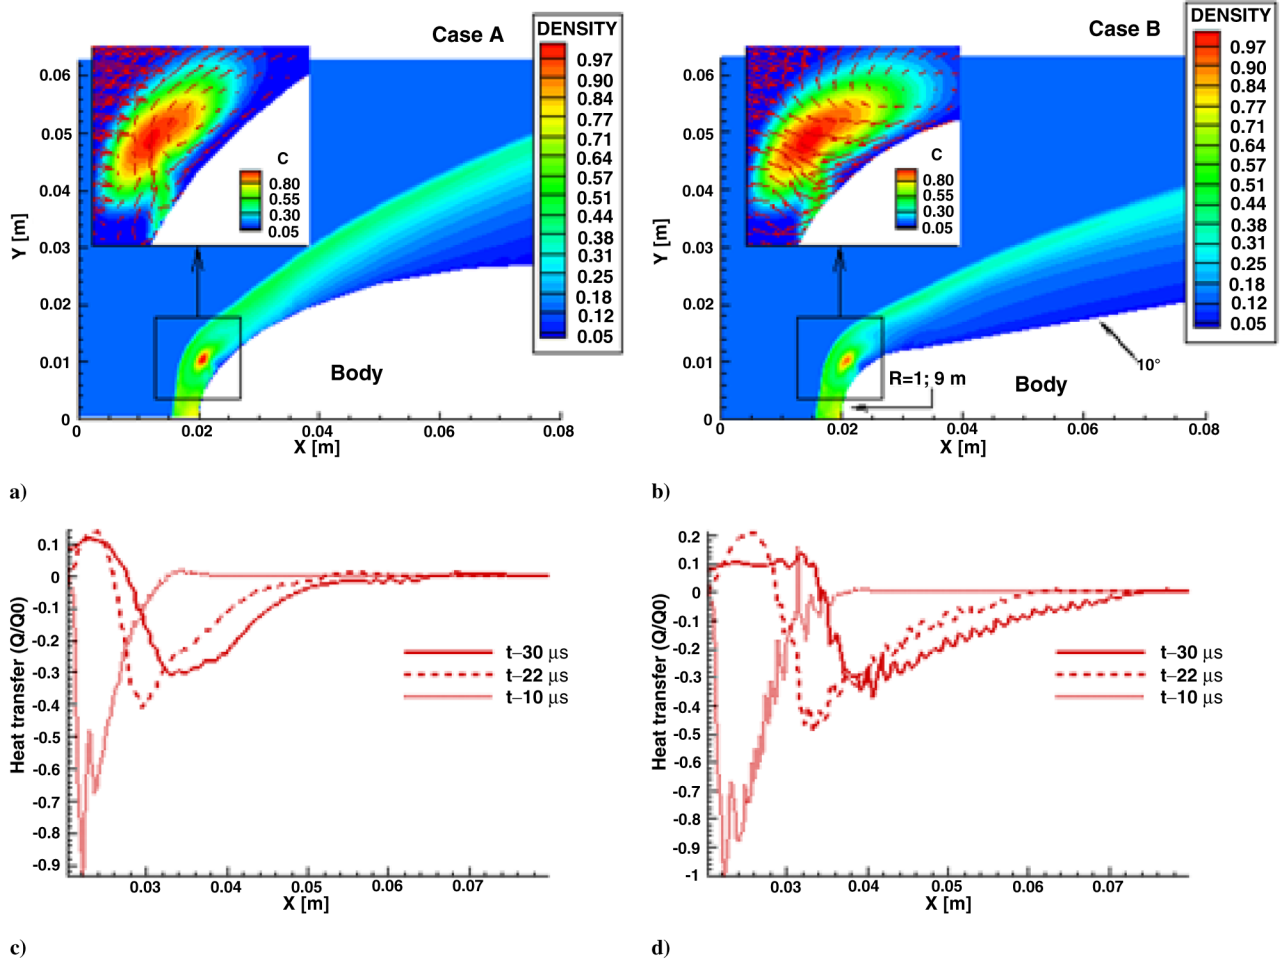 Case A
DENSITY
0.97
0.90
0.84
0.77
0.71
0.64
0.57
0.51
0.44
0.38
0.31
0.25
0.18
0.12
0.05
C
0.80
0.55
0.30
0.05
Y [m]
0.06
0.05
0.04
0.03
0.02
0.01
0
Body
0 0.02 0.04 0.06 0.08
X [m]
a)
Case B
DENSITY
0.97
0.90
0.84
0.77
0.71
0.64
0.57
0.51
0.44
0.38
0.31
0.25
0.18
0.12
0.05
C
0.80
0.55
0.30
0.05
Y [m]
0.06
0.05
0.04
0.03
0.02
0.01
0
10°
R=1; 9 m
Body
0 0.02 0.04 0.06 0.08
X [m]
b)
Heat transfer (Q/Q0)
0.1
0
-0.1
-0.2
-0.3
-0.4
-0.5
-0.6
-0.7
-0.8
-0.9
t–30 µs
t–22 µs
t–10 µs
0.03 0.04 0.05 0.06 0.07
X [m]
c)
Heat transfer (Q/Q0)
0.2
0.1
0
-0.1
-0.2
-0.3
-0.4
-0.5
-0.6
-0.7
-0.8
-0.9
-1
t–30 µs
t–22 µs
t–10 µs
0.03 0.04 0.05 0.06 0.07
X [m]
d)